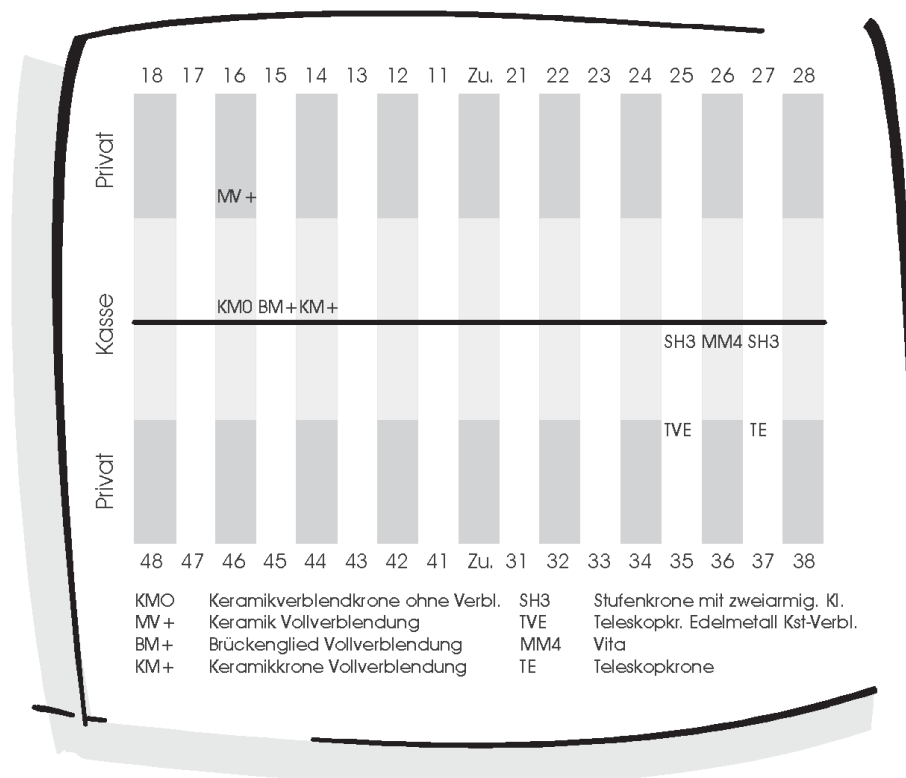 18 17 16 15 14 13 12 11 Zu. 21 22 23 24 25 26 27 28
Privat
MV+
Kasse
KM0 BM+ KM+
SH3 MM4 SH3
TVE TE
Privat
48 47 46 45 44 43 42 41 Zu. 31 32 33 34 35 36 37 38
KMO Keramikverblendkrone ohne Verbl. SH3 Stufenkrone mit zweiarmig. Kl.
MV+ Keramik Vollverblendung TVE Teleskopkr. Edelmetall Kst-Verbl.
BM+ Brückenglied Vollverblendung MM4 Vita
KM+ Keramikkrone Vollverblendung TE Teleskopkrone